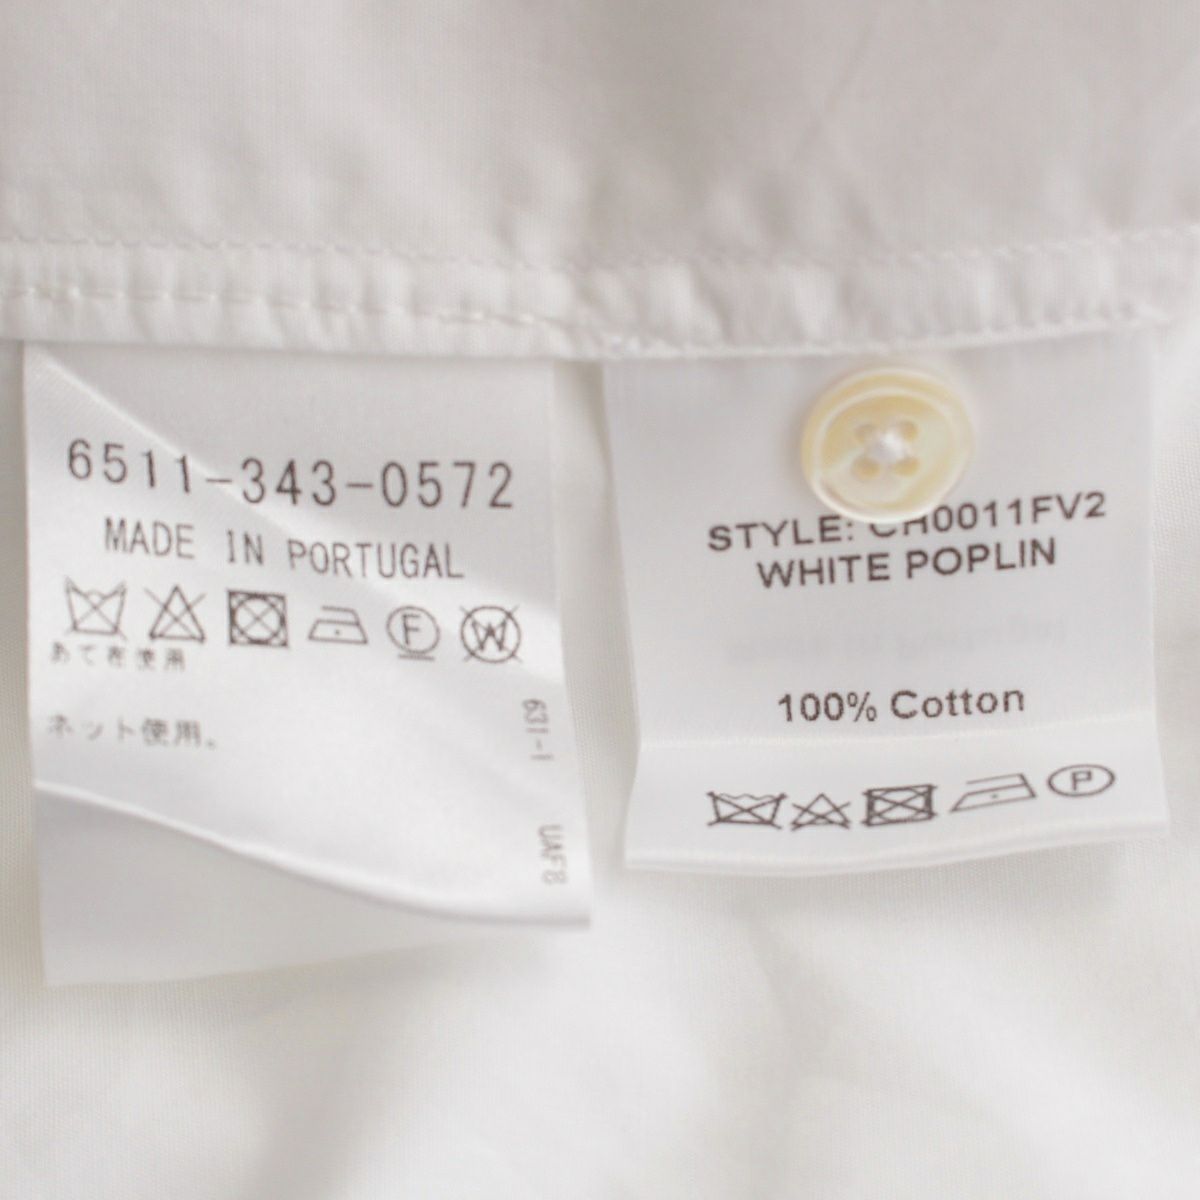 6511-343-0572
MADE IN PORTUGAL
F
W
あて布使用
ネット使用。
631-1
UAF8
STYLE: CH0011FV2
WHITE POPLIN
100% Cotton
P